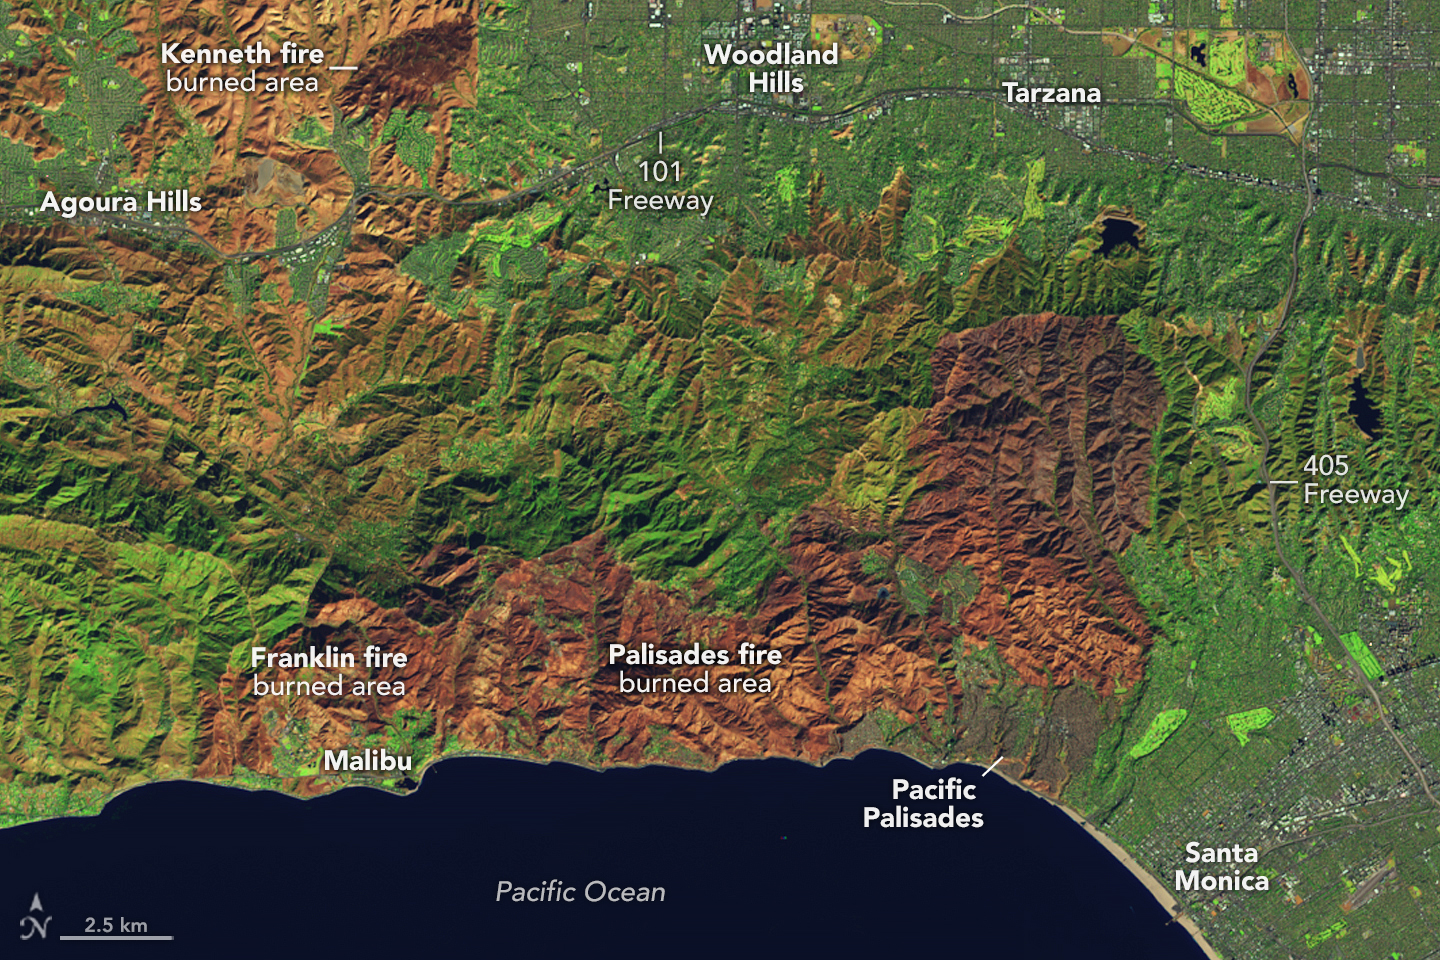 Kenneth fire
burned area
Woodland
Hills
Tarzana
101
Freeway
Agoura Hills
405
Freeway
Franklin fire
burned area
Palisades fire
burned area
Malibu
Pacific
Palisades
Santa
Monica
Pacific Ocean
N
2.5 km